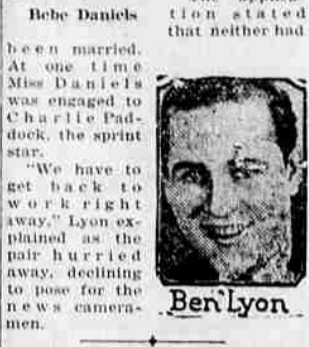 Bebe Daniels
tion stated
that neither had
been married.
At one time
Miss Daniels
was engaged to
Charlie Pad-
dock, the sprint
star.
"We have to
get back to
work right
away," Lyon ex-
plained as the
pair hurried
away, declining
to pose for the
news camera-
men.
Ben Lyon